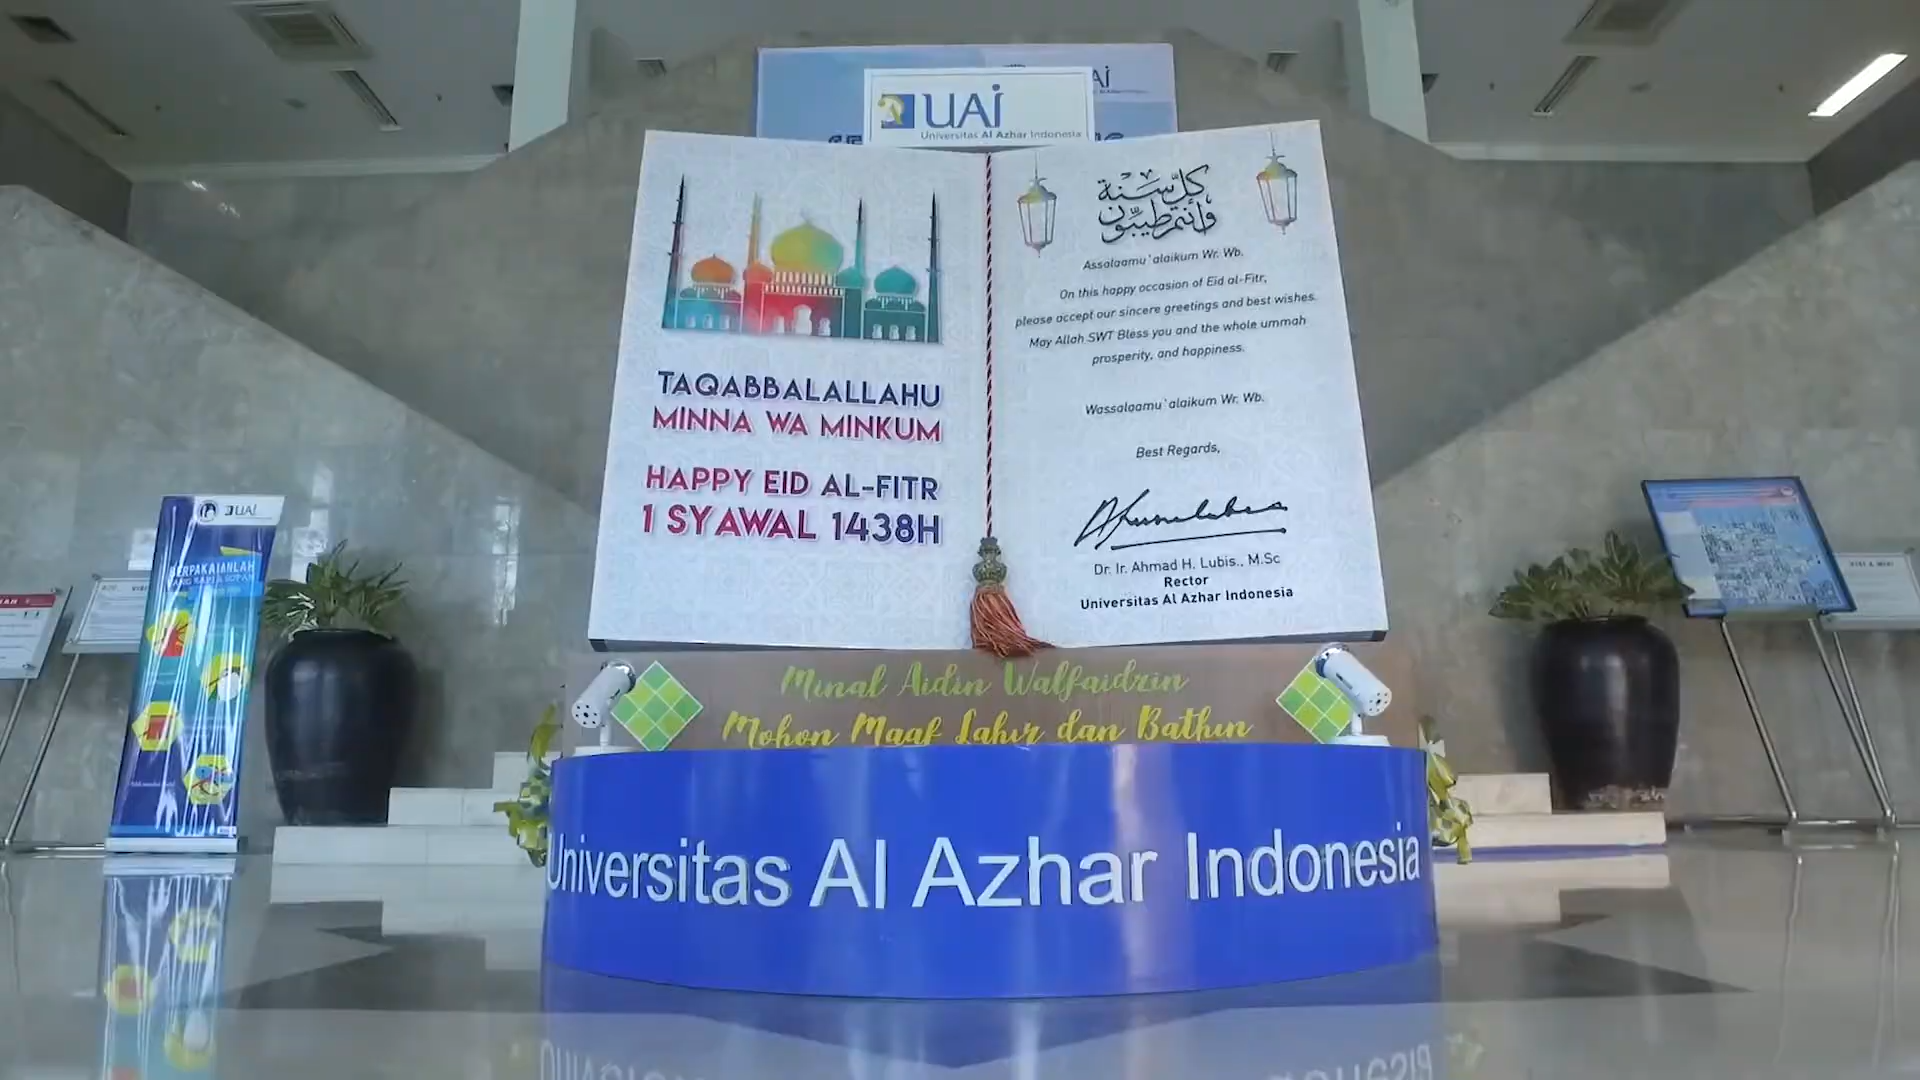 UAI
Universitas Al Azhar Indonesia
TAQABBALALLAHU
MINNA WA MINKUM
HAPPY EID AL-FITR
1 SYAWAL 1438H
كل سنة
وأنتم طيبون
Assalaamu`alaikum Wr. Wb.
On this happy occasion of Eid al-Fitr,
please accept our sincere greetings and best wishes.
May Allah SWT Bless you and the whole ummah
prosperity, and happiness.
Wassalaamu`alaikum Wr. Wb.
Best Regards,
Dr. Ir. Ahmad H. Lubis., M.Sc
Rector
Universitas Al Azhar Indonesia
Minal Aidin Walfaidzin
Mohon Maaf Lahir dan Bathin
Universitas Al Azhar Indonesia
UAI
BERPAKAIANLAH